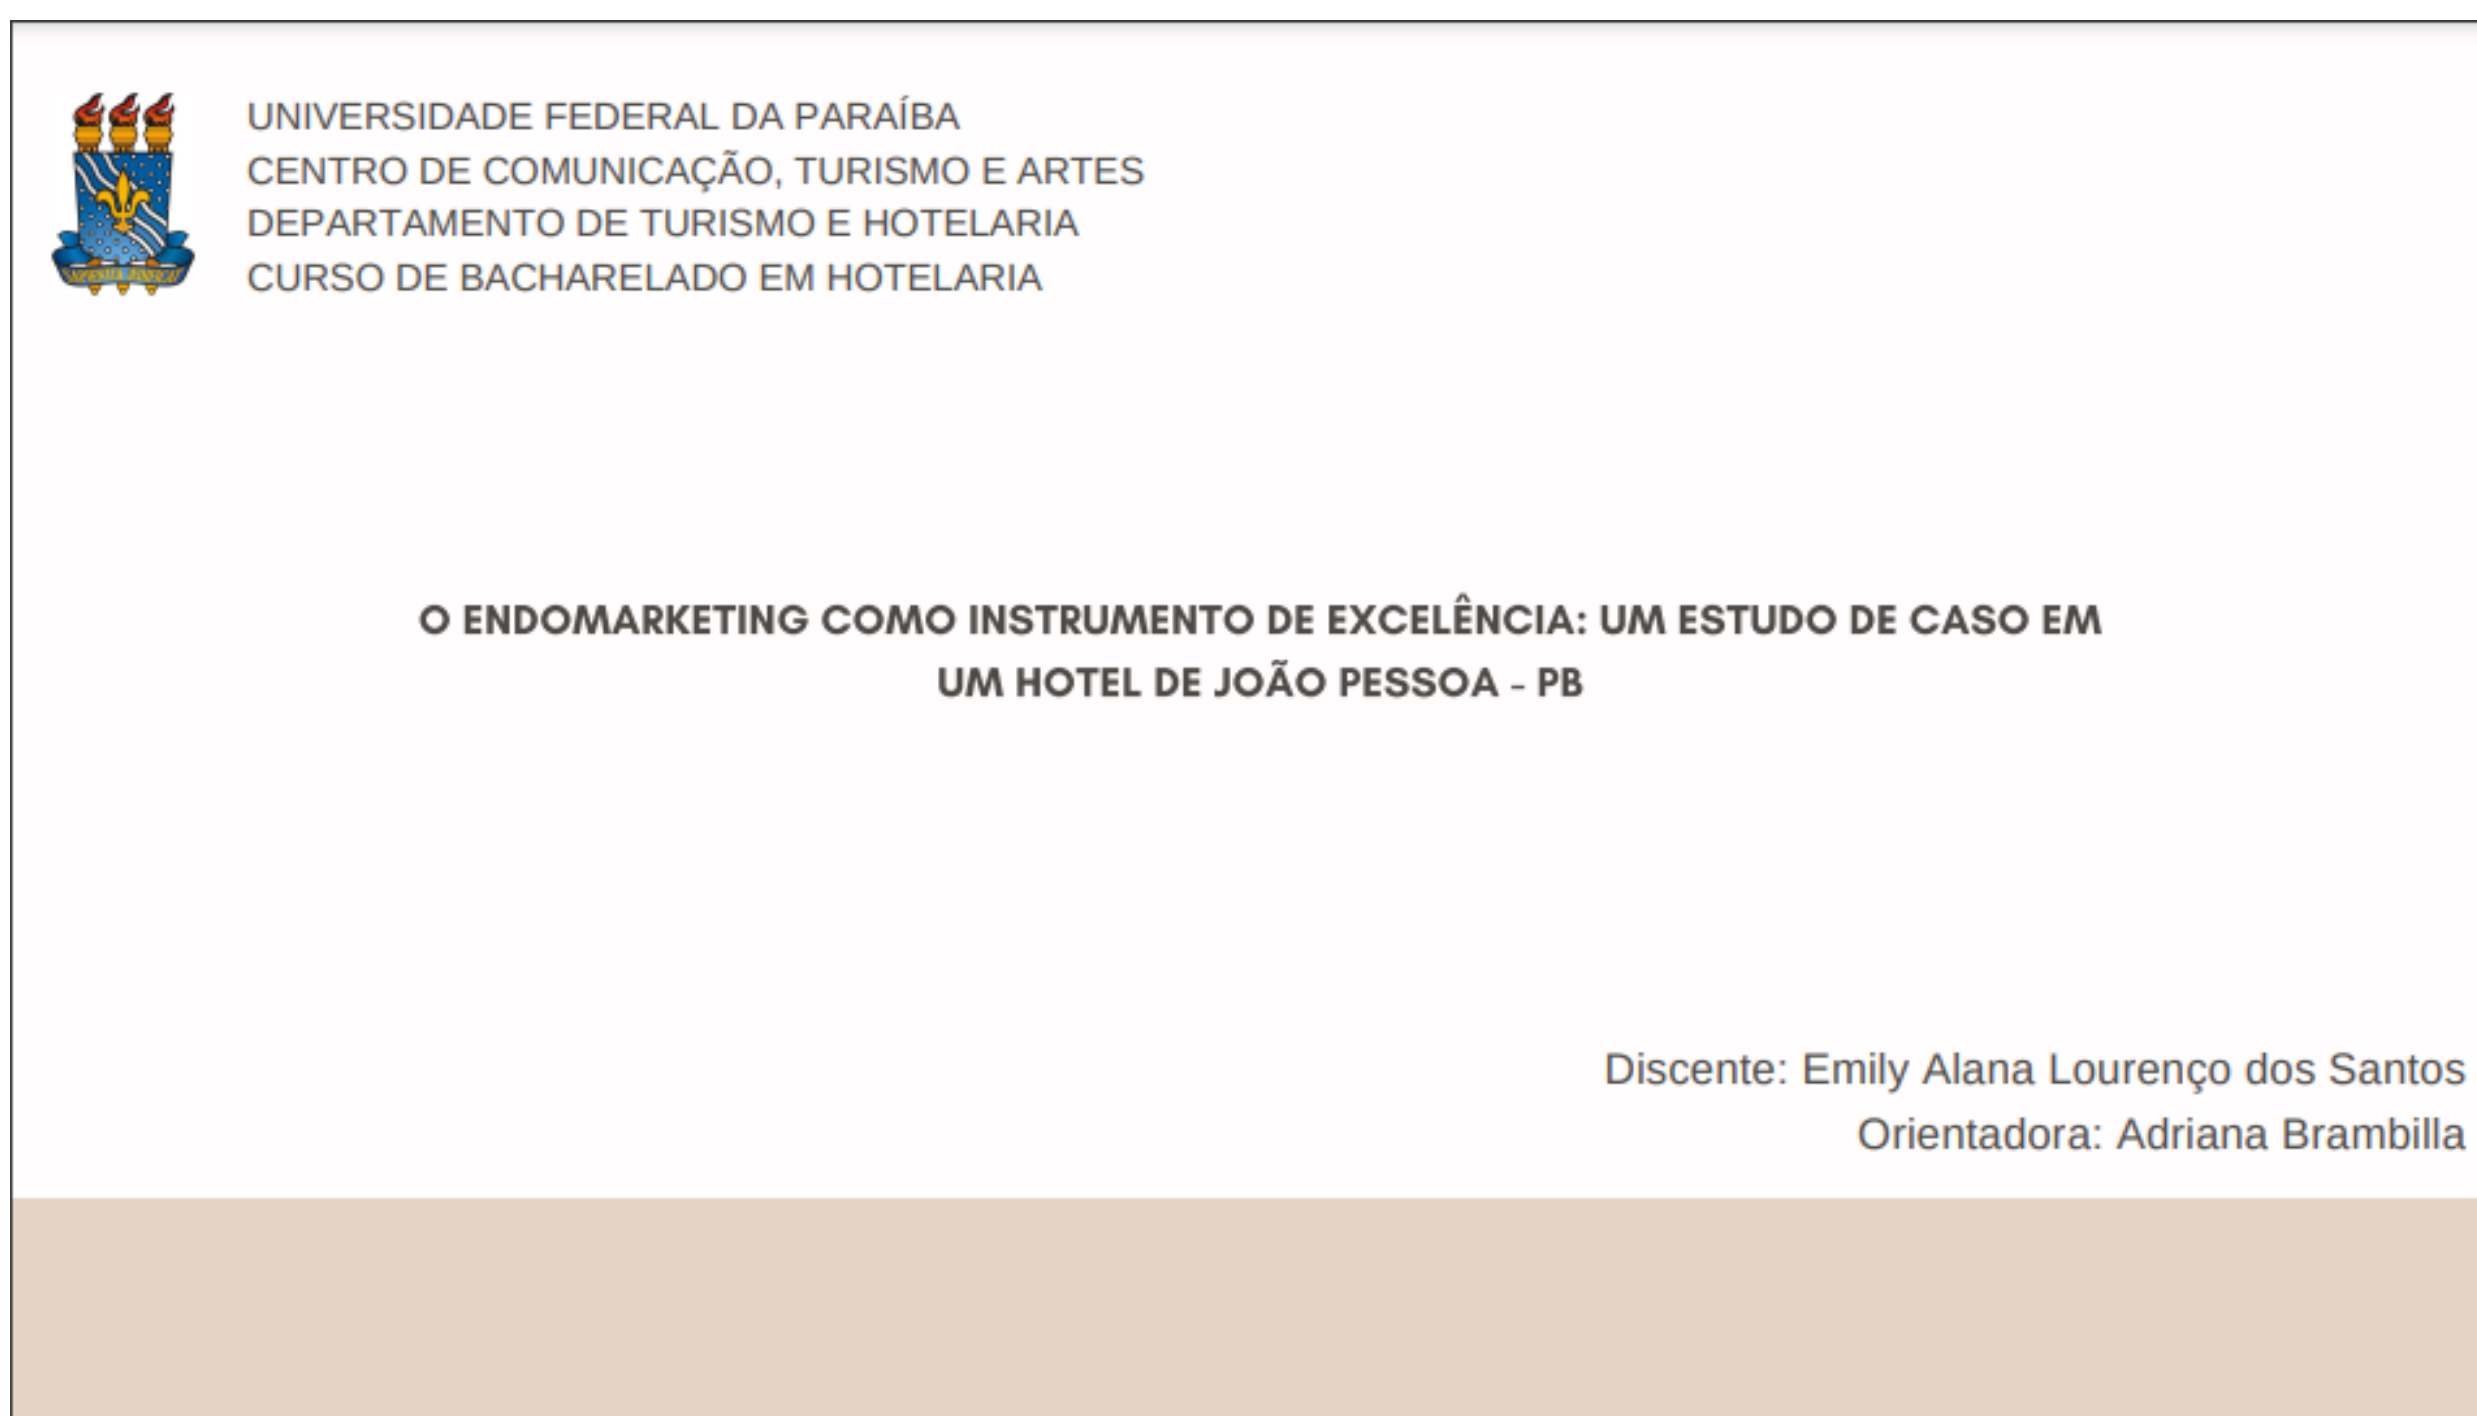 UNIVERSIDADE FEDERAL DA PARAÍBA
CENTRO DE COMUNICAÇÃO, TURISMO E ARTES
DEPARTAMENTO DE TURISMO E HOTELARIA
CURSO DE BACHARELADO EM HOTELARIA
SAPIENTIA AEDIFICAT
O ENDOMARKETING COMO INSTRUMENTO DE EXCELÊNCIA: UM ESTUDO DE CASO EM
UM HOTEL DE JOÃO PESSOA - PB
Discente: Emily Alana Lourenço dos Santos
Orientadora: Adriana Brambilla